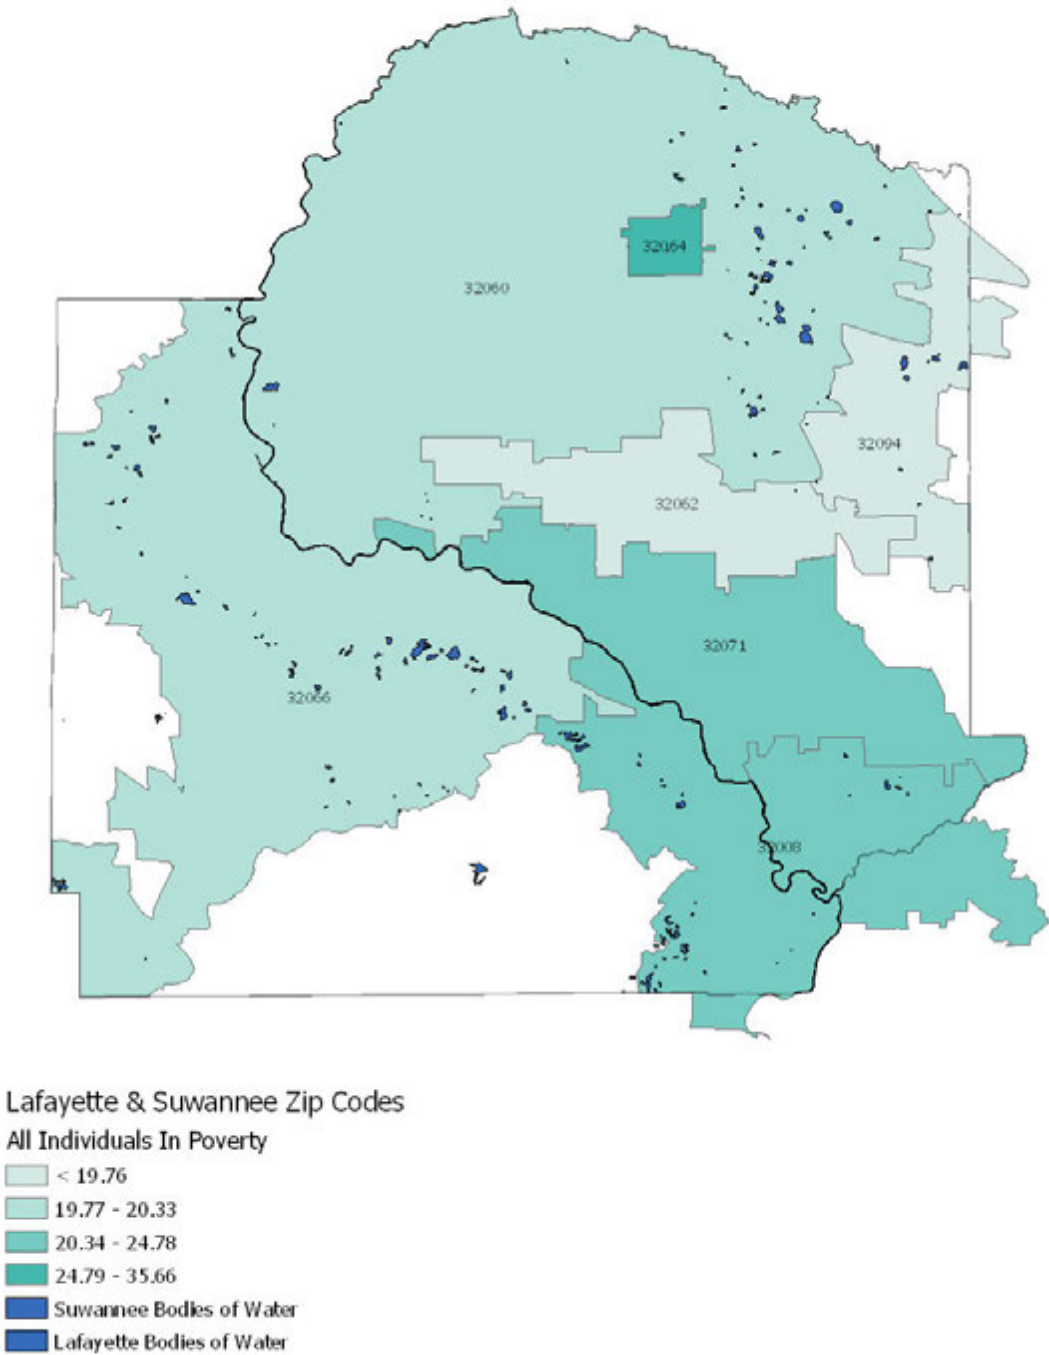 32064
32060
32094
32062
32071
32066
32008
Lafayette & Suwannee Zip Codes
All Individuals In Poverty
< 19.76
19.77 - 20.33
20.34 - 24.78
24.79 - 35.66
Suwannee Bodies of Water
Lafayette Bodies of Water